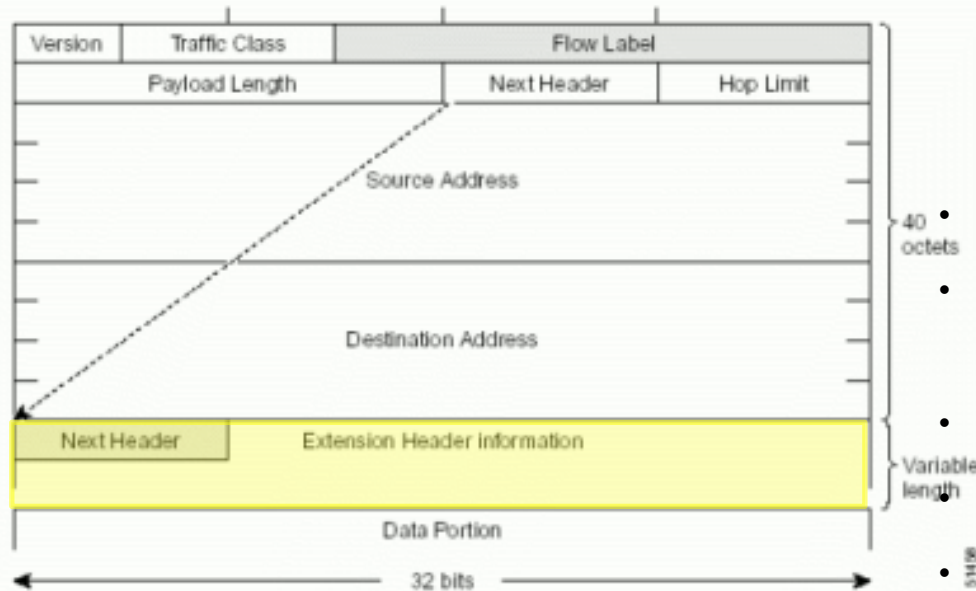 Version Traffic Class Flow Label
Payload Length Next Header Hop Limit
Source Address
40
octets
Destination Address
Next Header Extension Header information
Variable
length
Data Portion
32 bits
51458